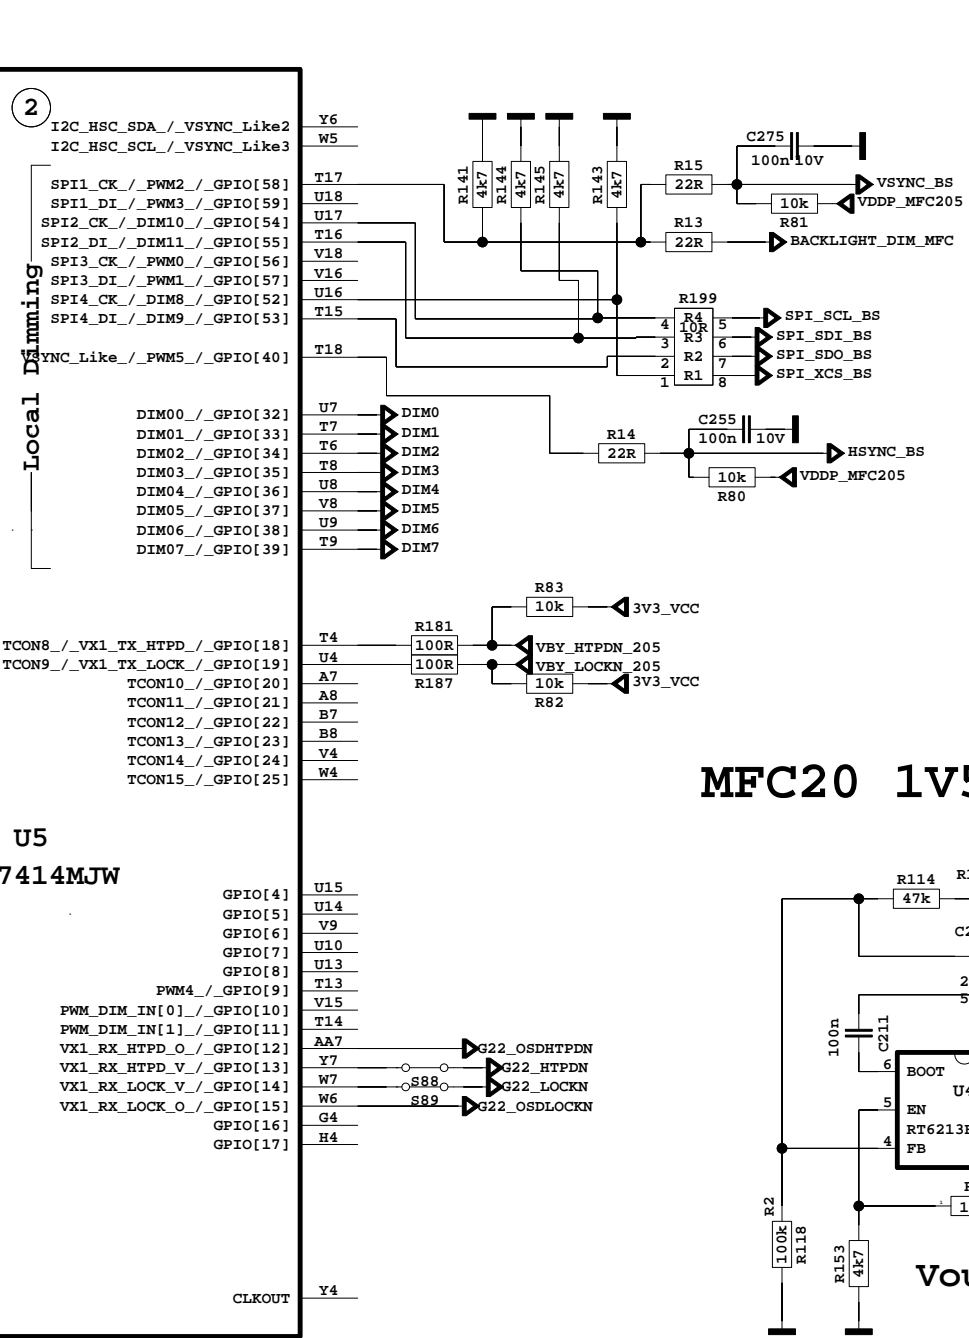 2
I2C_HSC_SDA_/_VSYNC_Like2 Y6
I2C_HSC_SCL_/_VSYNC_Like3 W5
SPI1_CK_/_PWM2_/_GPIO[58] T17
SPI1_DI_/_PWM3_/_GPIO[59] U18
SPI2_CK_/_DIM10_/_GPIO[54] U17
SPI2_DI_/_DIM11_/_GPIO[55] T16
SPI3_CK_/_PWM0_/_GPIO[56] V18
SPI3_DI_/_PWM1_/_GPIO[57] V16
SPI4_CK_/_DIM8_/_GPIO[52] U16
SPI4_DI_/_DIM9_/_GPIO[53] T15
VSYNC_Like_/_PWM5_/_GPIO[40] T18
Local Dimming
DIM00_/_GPIO[32] U7 DIM0
DIM01_/_GPIO[33] T7 DIM1
DIM02_/_GPIO[34] T6 DIM2
DIM03_/_GPIO[35] T8 DIM3
DIM04_/_GPIO[36] U8 DIM4
DIM05_/_GPIO[37] V8 DIM5
DIM06_/_GPIO[38] U9 DIM6
DIM07_/_GPIO[39] T9 DIM7
R141 4k7
R144 4k7
R145 4k7
R143 4k7
C275
100n 10V
R15
22R
VSYNC_BS
10k
VDDP_MFC205
R81
R13
22R
BACKLIGHT_DIM_MFC
R199
10R
4 R4 5 SPI_SCL_BS
3 R3 6 SPI_SDI_BS
2 R2 7 SPI_SDO_BS
1 R1 8 SPI_XCS_BS
C255
100n 10V
R14
22R
HSYNC_BS
10k
VDDP_MFC205
R80
R83
10k
3V3_VCC
TCON8_/_VX1_TX_HTPD_/_GPIO[18] T4
R181
100R
VBY_HTPDN_205
TCON9_/_VX1_TX_LOCK_/_GPIO[19] U4
100R
R187
VBY_LOCKN_205
10k
3V3_VCC
R82
TCON10_/_GPIO[20] A7
TCON11_/_GPIO[21] A8
TCON12_/_GPIO[22] B7
TCON13_/_GPIO[23] B8
TCON14_/_GPIO[24] V4
TCON15_/_GPIO[25] W4
MFC20 1V5
U5
7414MJW
GPIO[4] U15
GPIO[5] U14
GPIO[6] V9
GPIO[7] U10
GPIO[8] U13
PWM4_/_GPIO[9] T13
PWM_DIM_IN[0]_/_GPIO[10] V15
PWM_DIM_IN[1]_/_GPIO[11] T14
VX1_RX_HTPD_O_/_GPIO[12] AA7 G22_OSDHTPDN
VX1_RX_HTPD_V_/_GPIO[13] Y7 G22_HTPDN
S88
VX1_RX_LOCK_V_/_GPIO[14] W7 G22_LOCKN
S89
VX1_RX_LOCK_O_/_GPIO[15] W6 G22_OSDLOCKN
GPIO[16] G4
GPIO[17] H4
CLKOUT Y4
R114
47k
100n
C211
6 BOOT
5 EN
4 FB
RT6213
R2
100k
R118
R153
4k7